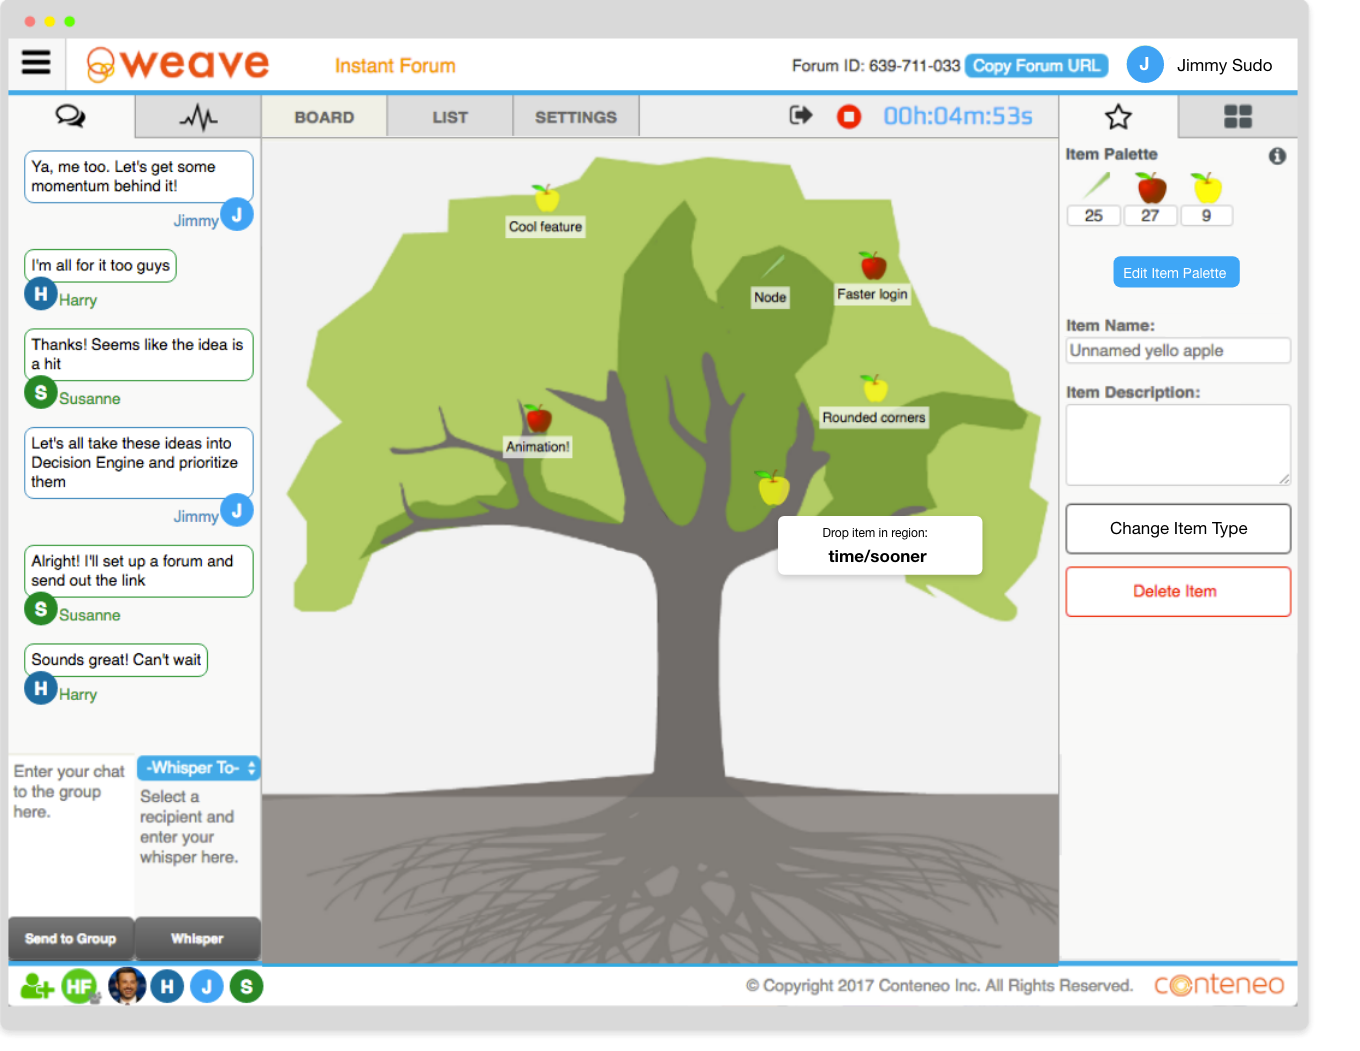 weave
Instant Forum
Forum ID: 639-711-033
Copy Forum URL
J
Jimmy Sudo
BOARD
LIST
SETTINGS
00h:04m:53s
Ya, me too. Let's get some
momentum behind it!
Jimmy
J
I'm all for it too guys
H
Harry
Thanks! Seems like the idea is
a hit
S
Susanne
Let's all take these ideas into
Decision Engine and prioritize
them
Jimmy
J
Alright! I'll set up a forum and
send out the link
S
Susanne
Sounds great! Can't wait
H
Harry
Enter your chat
to the group
here.
-Whisper To-
Select a
recipient and
enter your
whisper here.
Send to Group
Whisper
Cool feature
Node
Faster login
Rounded corners
Animation!
Drop item in region:
time/sooner
Item Palette
25
27
9
Edit Item Palette
Item Name:
Unnamed yello apple
Item Description:
Change Item Type
Delete Item
HF
H
J
S
© Copyright 2017 Conteneo Inc. All Rights Reserved.
conteneo